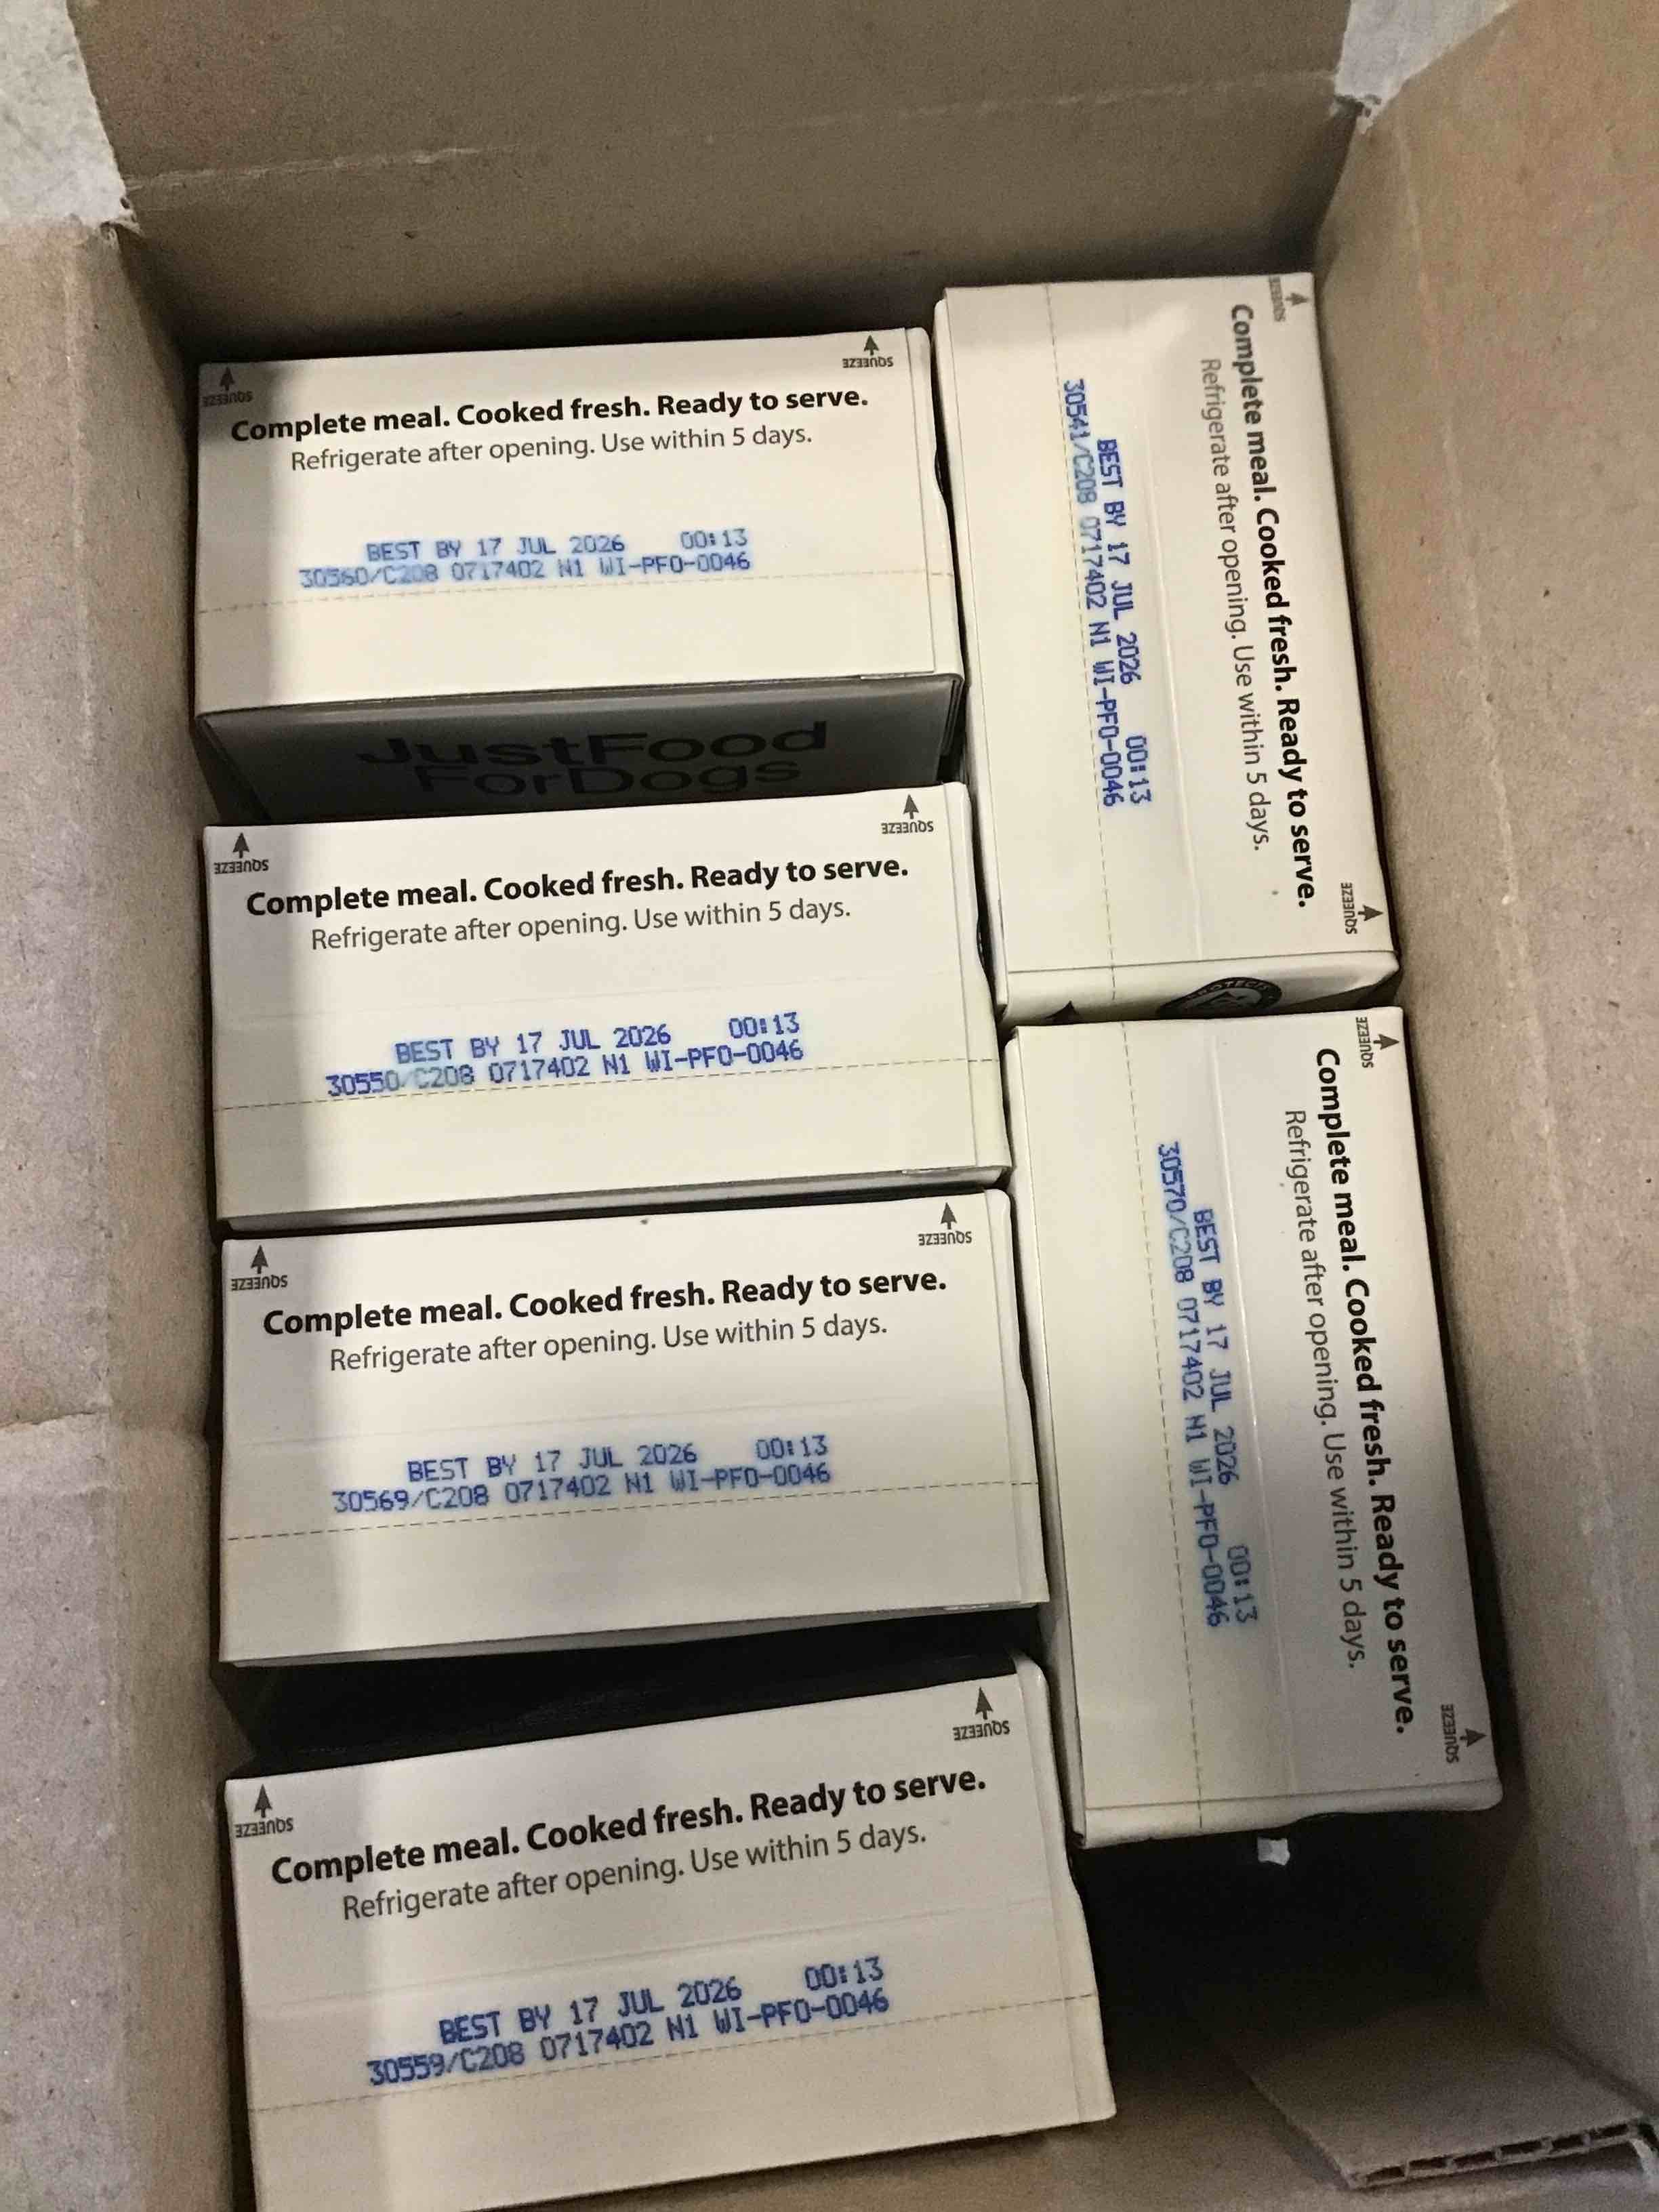 SQUEEZE
SQUEEZE
Complete meal. Cooked fresh. Ready to serve.
Refrigerate after opening. Use within 5 days.
BEST BY 17 JUL 2026 00:13
30560/C208 0717402 N1 WI-PFO-0046
JustFood
ForDogs
SQUEEZE
SQUEEZE
Complete meal. Cooked fresh. Ready to serve.
Refrigerate after opening. Use within 5 days.
BEST BY 17 JUL 2026 00:13
30550/C208 0717402 N1 WI-PFO-0046
SQUEEZE
SQUEEZE
Complete meal. Cooked fresh. Ready to serve.
Refrigerate after opening. Use within 5 days.
BEST BY 17 JUL 2026 00:13
30569/C208 0717402 N1 WI-PFO-0046
SQUEEZE
SQUEEZE
Complete meal. Cooked fresh. Ready to serve.
Refrigerate after opening. Use within 5 days.
BEST BY 17 JUL 2026 00:13
30559/C208 0717402 N1 WI-PFO-0046
SQUEEZE
SQUEEZE
Complete meal. Cooked fresh. Ready to serve.
Refrigerate after opening. Use within 5 days.
BEST BY 17 JUL 2026 00:13
30541/C208 0717402 N1 WI-PFO-0046
SQUEEZE
SQUEEZE
Complete meal. Cooked fresh. Ready to serve.
Refrigerate after opening. Use within 5 days.
BEST BY 17 JUL 2026 00:13
30570/C208 0717402 N1 WI-PFO-0046